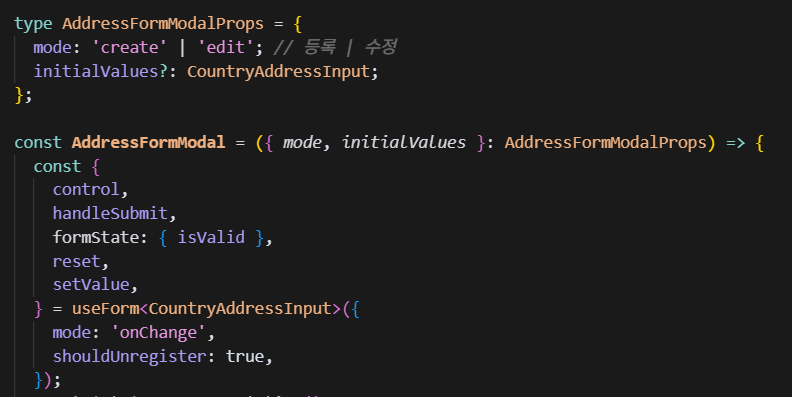 type AddressFormModalProps = {
  mode: 'create' | 'edit'; // 등록 | 수정
  initialValues?: CountryAddressInput;
};

const AddressFormModal = ({ mode, initialValues }: AddressFormModalProps) => {
  const {
    control,
    handleSubmit,
    formState: { isValid },
    reset,
    setValue,
  } = useForm<CountryAddressInput>({
    mode: 'onChange',
    shouldUnregister: true,
  });